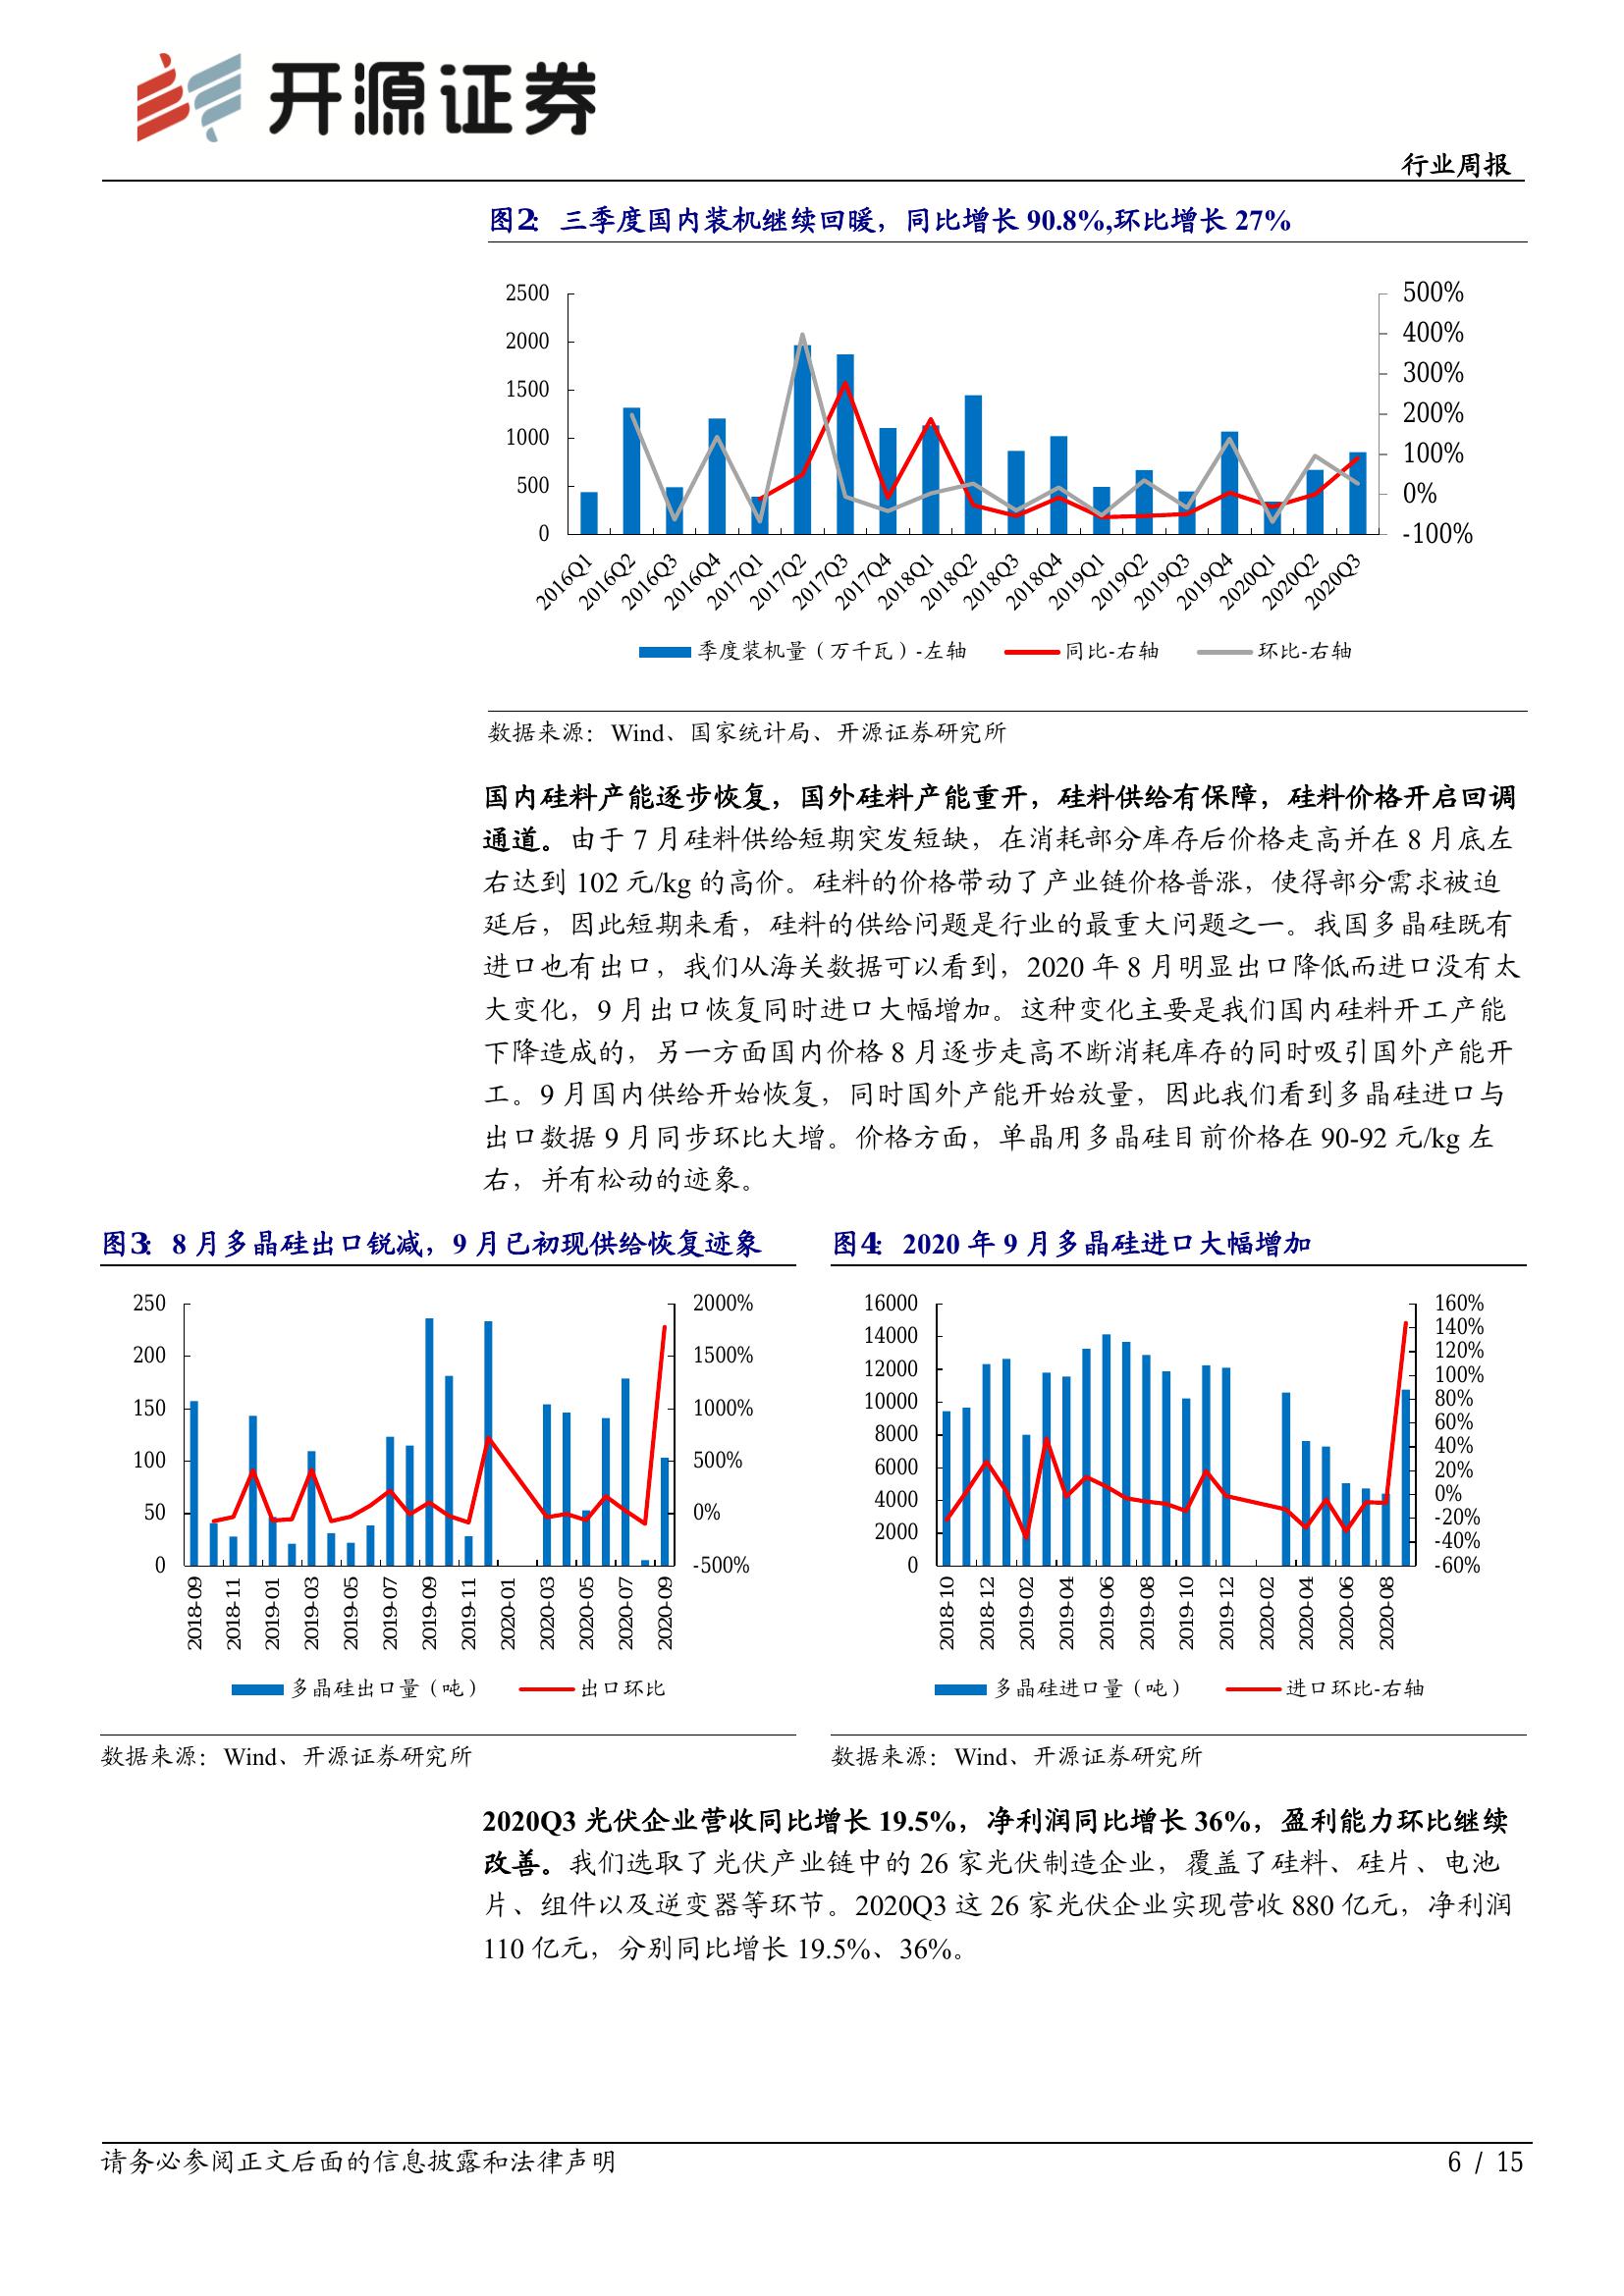 开源证券
行业周报
图2： 三季度国内装机继续回暖，同比增长 90.8%,环比增长 27%
2500
2000
1500
1000
500
0
500%
400%
300%
200%
100%
0%
-100%
2016Q1
2016Q2
2016Q3
2016Q4
2017Q1
2017Q2
2017Q3
2017Q4
2018Q1
2018Q2
2018Q3
2018Q4
2019Q1
2019Q2
2019Q3
2019Q4
2020Q1
2020Q2
2020Q3
季度装机量（万千瓦）-左轴 同比-右轴 环比-右轴
数据来源：Wind、国家统计局、开源证券研究所
国内硅料产能逐步恢复，国外硅料产能重开，硅料供给有保障，硅料价格开启回调
通道。由于 7 月硅料供给短期突发短缺，在消耗部分库存后价格走高并在 8 月底左
右达到 102 元/kg 的高价。硅料的价格带动了产业链价格普涨，使得部分需求被迫
延后，因此短期来看，硅料的供给问题是行业的最重大问题之一。我国多晶硅既有
进口也有出口，我们从海关数据可以看到，2020 年 8 月明显出口降低而进口没有太
大变化，9 月出口恢复同时进口大幅增加。这种变化主要是我们国内硅料开工产能
下降造成的，另一方面国内价格 8 月逐步走高不断消耗库存的同时吸引国外产能开
工。9 月国内供给开始恢复，同时国外产能开始放量，因此我们看到多晶硅进口与
出口数据 9 月同步环比大增。价格方面，单晶用多晶硅目前价格在 90-92 元/kg 左
右，并有松动的迹象。
图3： 8 月多晶硅出口锐减，9 月已初现供给恢复迹象
250
200
150
100
50
0
2000%
1500%
1000%
500%
0%
-500%
2018-09
2018-11
2019-01
2019-03
2019-05
2019-07
2019-09
2019-11
2020-01
2020-03
2020-05
2020-07
2020-09
多晶硅出口量（吨） 出口环比
数据来源：Wind、开源证券研究所
图4： 2020 年 9 月多晶硅进口大幅增加
16000
14000
12000
10000
8000
6000
4000
2000
0
160%
140%
120%
100%
80%
60%
40%
20%
0%
-20%
-40%
-60%
2018-10
2018-12
2019-02
2019-04
2019-06
2019-08
2019-10
2019-12
2020-02
2020-04
2020-06
2020-08
多晶硅进口量（吨） 进口环比-右轴
数据来源：Wind、开源证券研究所
2020Q3 光伏企业营收同比增长 19.5%，净利润同比增长 36%，盈利能力环比继续
改善。我们选取了光伏产业链中的 26 家光伏制造企业，覆盖了硅料、硅片、电池
片、组件以及逆变器等环节。2020Q3 这 26 家光伏企业实现营收 880 亿元，净利润
110 亿元，分别同比增长 19.5%、36%。
请务必参阅正文后面的信息披露和法律声明
6 / 15